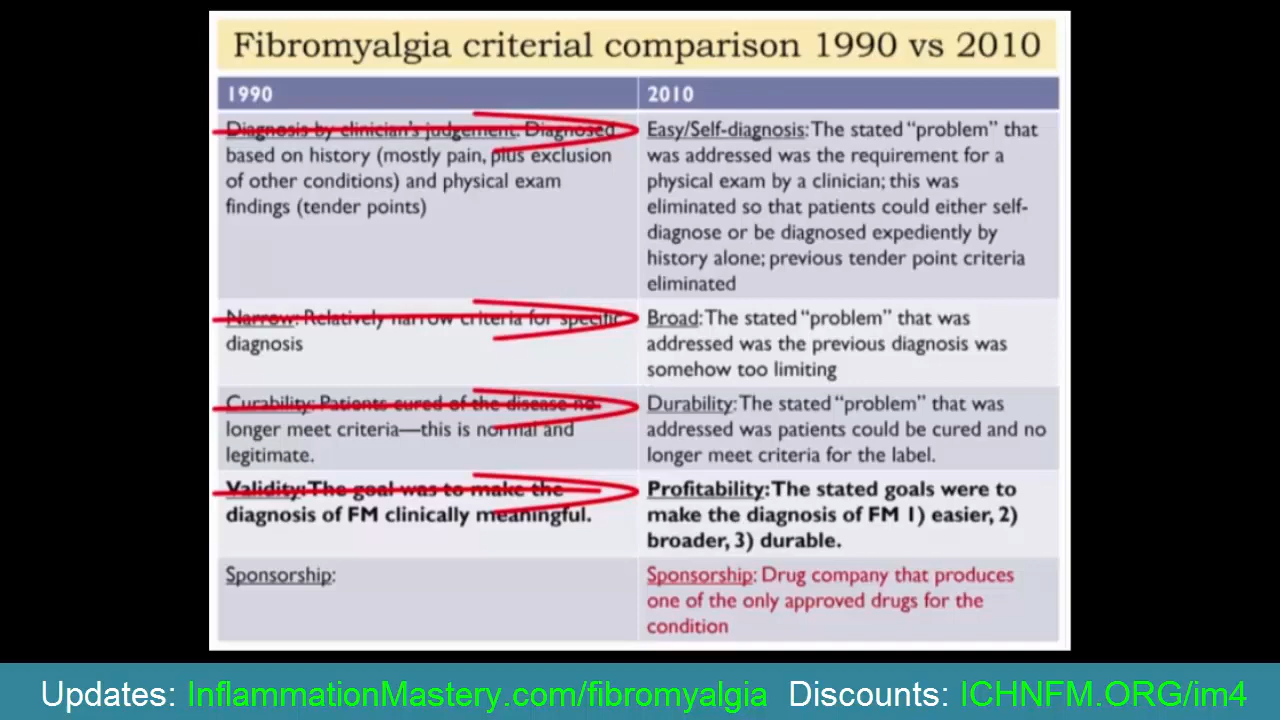 Fibromyalgia criterial comparison 1990 vs 2010
1990
2010
Diagnosis by clinician's judgement: Diagnosed
based on history (mostly pain, plus exclusion
of other conditions) and physical exam
findings (tender points)
Easy/Self-diagnosis: The stated "problem" that
was addressed was the requirement for a
physical exam by a clinician; this was
eliminated so that patients could either self-
diagnose or be diagnosed expediently by
history alone; previous tender point criteria
eliminated
Narrow: Relatively narrow criteria for specific
diagnosis
Broad: The stated "problem" that was
addressed was the previous diagnosis was
somehow too limiting
Curability: Patients cured of the disease no
longer meet criteria—this is normal and
legitimate.
Durability: The stated "problem" that was
addressed was patients could be cured and no
longer meet criteria for the label.
Validity: The goal was to make the
diagnosis of FM clinically meaningful.
Profitability: The stated goals were to
make the diagnosis of FM 1) easier, 2)
broader, 3) durable.
Sponsorship:
Sponsorship: Drug company that produces
one of the only approved drugs for the
condition
Updates: InflammationMastery.com/fibromyalgia Discounts: ICHNFM.ORG/im4